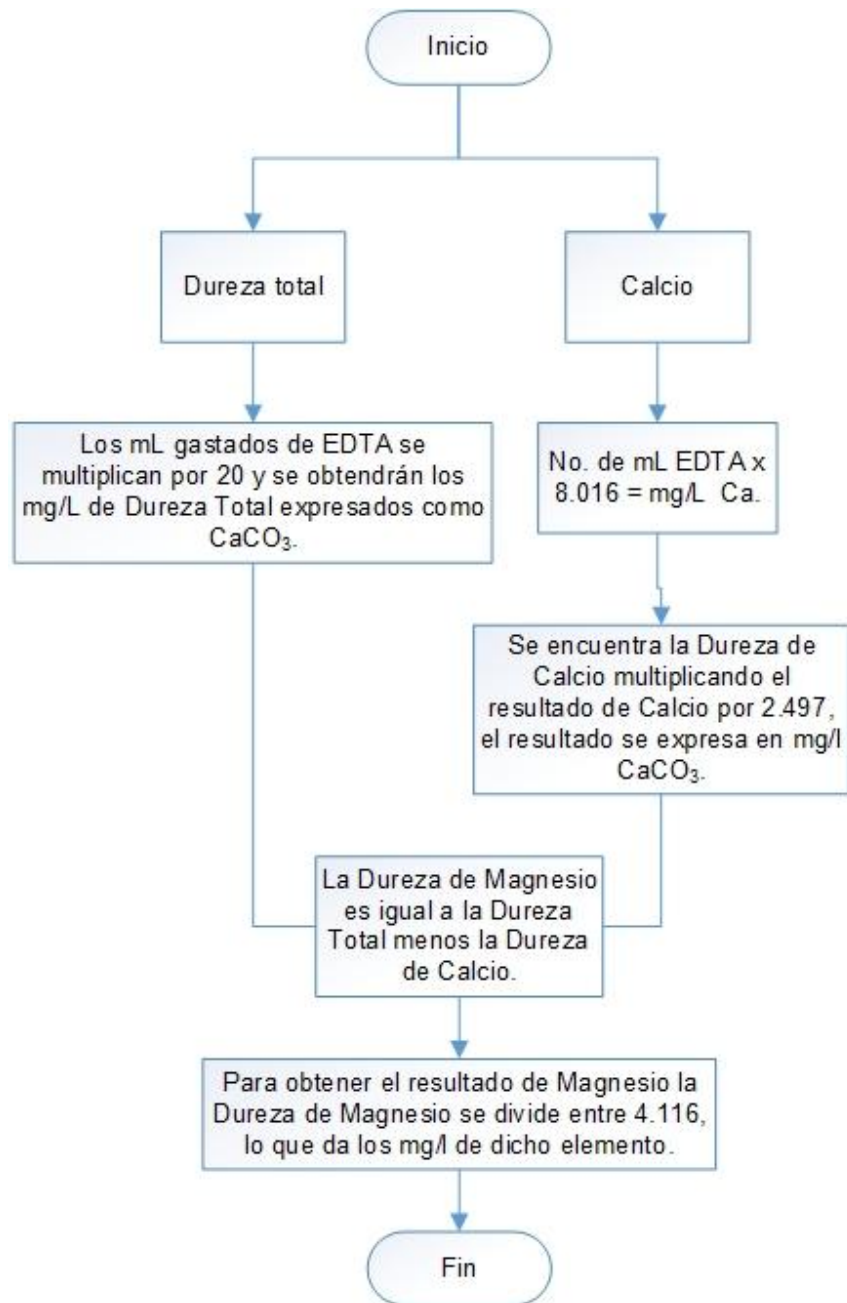 Inicio
Dureza total
Calcio
Los mL gastados de EDTA se
multiplican por 20 y se obtendrán los
mg/L de Dureza Total expresados como
CaCO₃.
No. de mL EDTA x
8.016 = mg/L Ca.
Se encuentra la Dureza de
Calcio multiplicando el
resultado de Calcio por 2.497,
el resultado se expresa en mg/l
CaCO₃.
La Dureza de Magnesio
es igual a la Dureza
Total menos la Dureza
de Calcio.
Para obtener el resultado de Magnesio la
Dureza de Magnesio se divide entre 4.116,
lo que da los mg/l de dicho elemento.
Fin